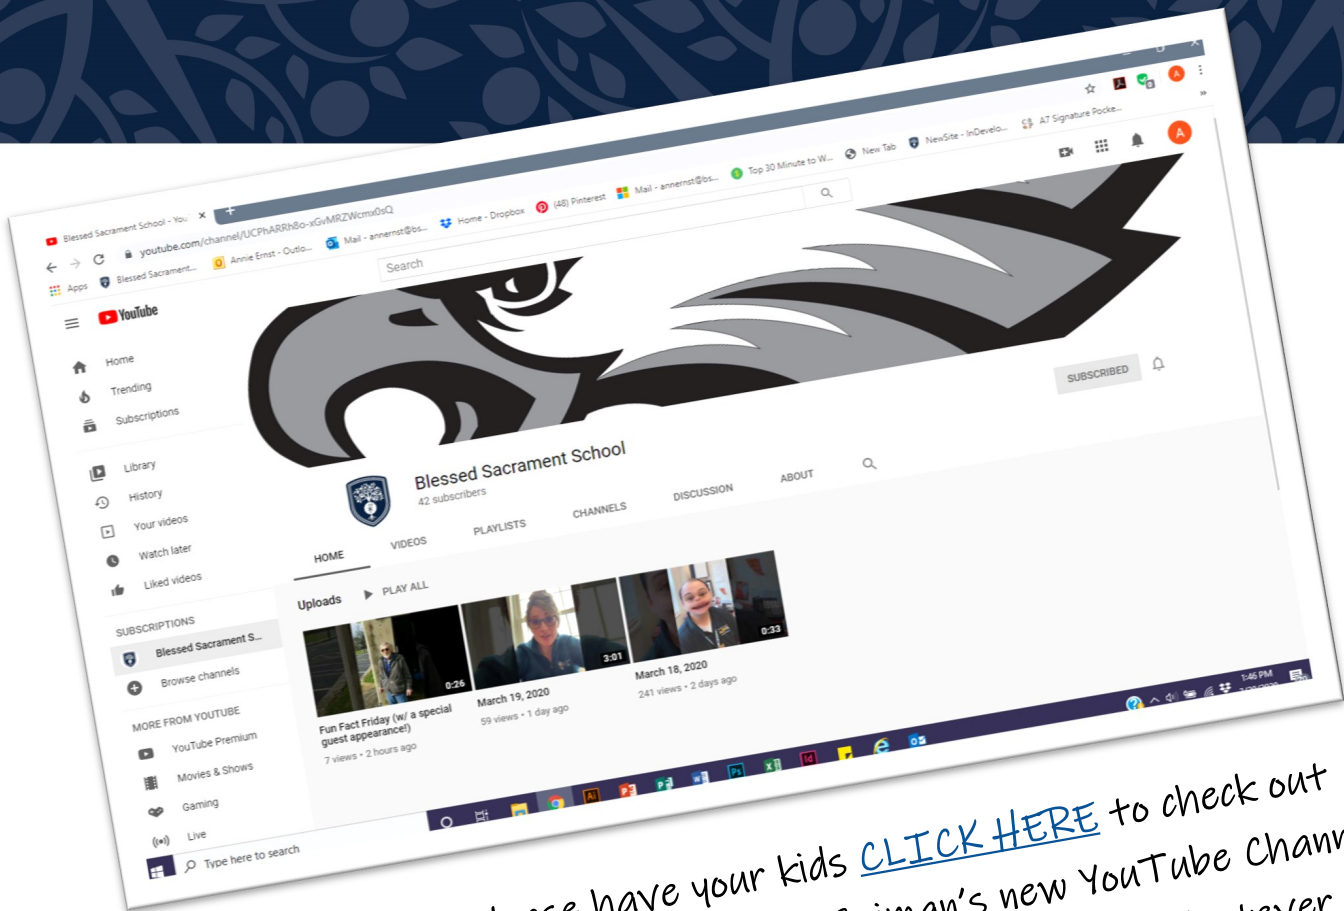 Blessed Sacrament School - You
youtube.com/channel/UCPhARRh8o-xGvMRZWcmx0sQ
Apps Blessed Sacrament... Annie Ernst - Outlo... Mail - annernst@bs... Home - Dropbox (48) Pinterest Mail - annernst@bs... Top 30 Minute to W... New Tab NewSite - InDevelo... A7 Signature Pocke...
YouTube
Search
A
Home
Trending
Subscriptions
Library
History
Your videos
Watch later
Liked videos
SUBSCRIPTIONS
Blessed Sacrament S...
Browse channels
MORE FROM YOUTUBE
YouTube Premium
Movies & Shows
Gaming
Live
Blessed Sacrament School
42 subscribers
SUBSCRIBED
HOME VIDEOS PLAYLISTS CHANNELS DISCUSSION ABOUT
Uploads PLAY ALL
0:26
Fun Fact Friday (w/ a special
guest appearance!)
7 views • 2 hours ago
3:01
March 19, 2020
59 views • 1 day ago
0:33
March 18, 2020
241 views • 2 days ago
Type here to search
1:46 PM
have your kids CLICK HERE to check out
new YouTube